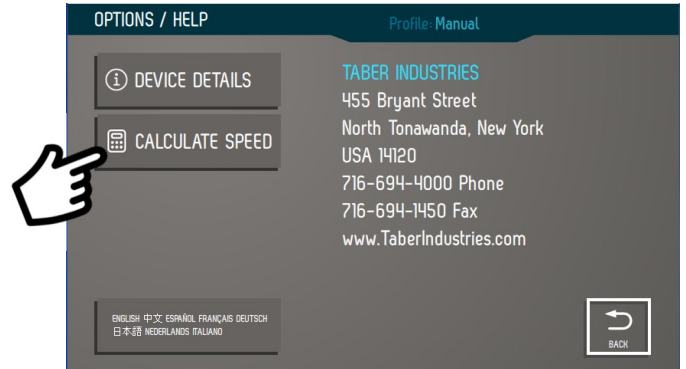 OPTIONS / HELP
Profile: Manual
DEVICE DETAILS
CALCULATE SPEED
TABER INDUSTRIES
455 Bryant Street
North Tonawanda, New York
USA 14120
716-694-4000 Phone
716-694-1450 Fax
www.TaberIndustries.com
ENGLISH 中文 ESPAÑOL FRANÇAIS DEUTSCH
日本語 NEDERLANDS ITALIANO
BACK